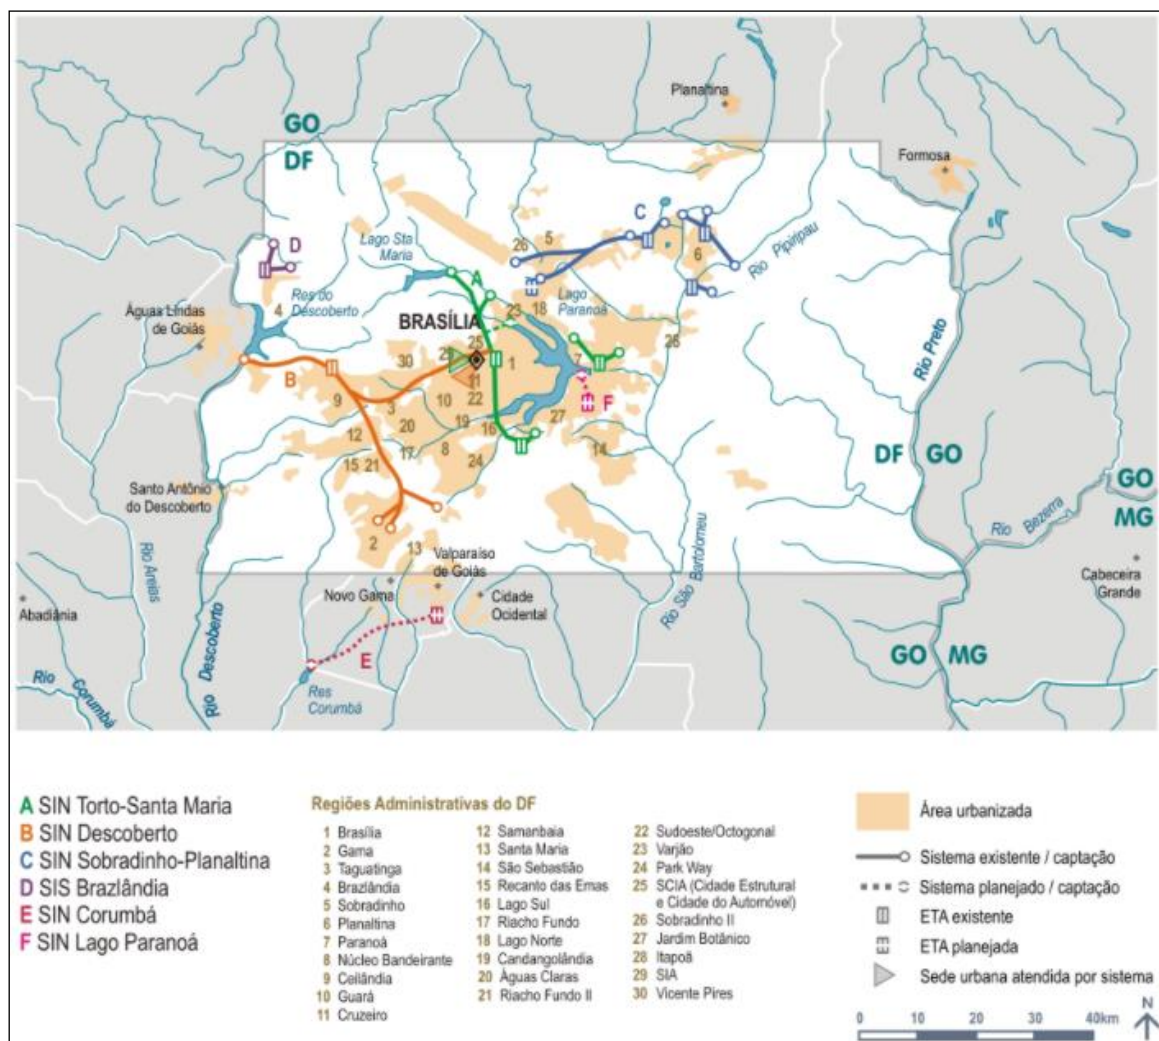 Planaltina
GO
DF
Formosa
C
26
5
6
D
Lago Sta
Maria
A
Rio Pipiripau
E
4
Res do
Descoberto
Lago
Paranoá
Águas Lindas
de Goiás
BRASÍLIA
23
18
25
28
Rio Preto
30
29
1
7
B
11
9
10
22
F
3
19
27
12
20
16
17
8
14
DF
GO
15
21
24
Santo Antônio
do Descoberto
GO
MG
Rio Bezerra
2
13
Valparaíso
de Goiás
Rio São Bartolomeu
Rio Areias
Novo Gama
Cidade
Ocidental
Cabeceira
Grande
Abadiânia
Rio Descoberto
E
GO
MG
Rio
Corumbá
Res
Corumbá
A SIN Torto-Santa Maria
B SIN Descoberto
C SIN Sobradinho-Planaltina
D SIS Brazlândia
E SIN Corumbá
F SIN Lago Paranoá
Regiões Administrativas do DF
1 Brasília
2 Gama
3 Taguatinga
4 Brazlândia
5 Sobradinho
6 Planaltina
7 Paranoá
8 Núcleo Bandeirante
9 Ceilândia
10 Guará
11 Cruzeiro
12 Samanbaia
13 Santa Maria
14 São Sebastião
15 Recanto das Emas
16 Lago Sul
17 Riacho Fundo
18 Lago Norte
19 Candangolândia
20 Àguas Claras
21 Riacho Fundo II
22 Sudoeste/Octogonal
23 Varjão
24 Park Way
25 SCIA (Cidade Estrutural
e Cidade do Automóvel)
26 Sobradinho II
27 Jardim Botânico
28 Itapoã
29 SIA
30 Vicente Pires
Área urbanizada
Sistema existente / captação
Sistema planejado / captação
ETA existente
ETA planejada
Sede urbana atendida por sistema
0 10 20 30 40km
N